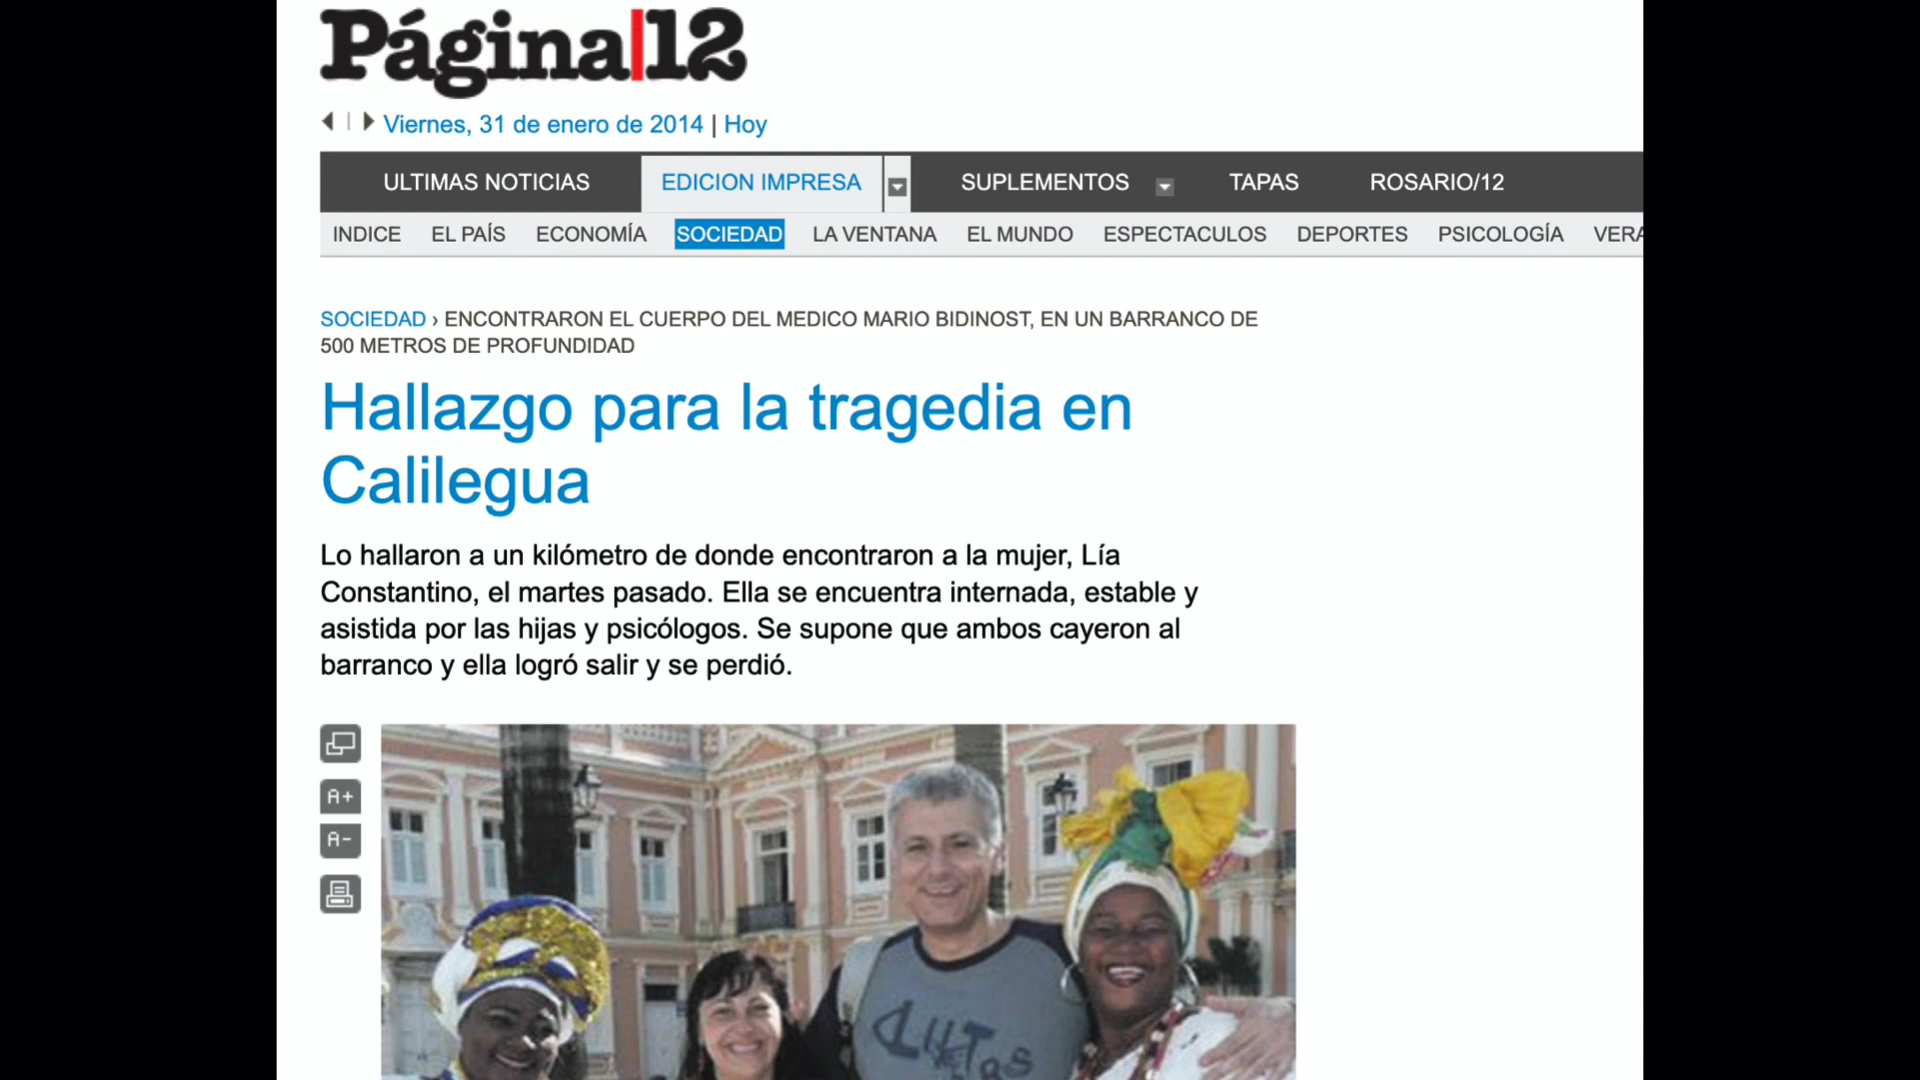 Página|12
Viernes, 31 de enero de 2014 | Hoy
ULTIMAS NOTICIAS EDICION IMPRESA SUPLEMENTOS TAPAS ROSARIO/12
INDICE EL PAÍS ECONOMÍA SOCIEDAD LA VENTANA EL MUNDO ESPECTACULOS DEPORTES PSICOLOGÍA VERA
SOCIEDAD › ENCONTRARON EL CUERPO DEL MEDICO MARIO BIDINOST, EN UN BARRANCO DE
500 METROS DE PROFUNDIDAD
Hallazgo para la tragedia en
Calilegua
Lo hallaron a un kilómetro de donde encontraron a la mujer, Lía
Constantino, el martes pasado. Ella se encuentra internada, estable y
asistida por las hijas y psicólogos. Se supone que ambos cayeron al
barranco y ella logró salir y se perdió.
A+
A-